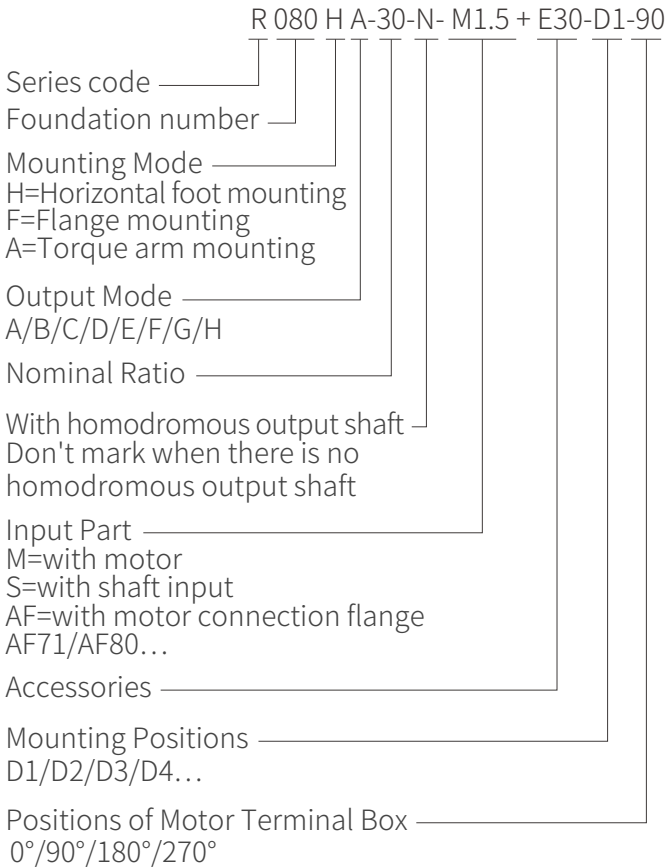 R 080 H A-30-N- M1.5 + E30-D1-90
Series code
Foundation number
Mounting Mode
H=Horizontal foot mounting
F=Flange mounting
A=Torque arm mounting
Output Mode
A/B/C/D/E/F/G/H
Nominal Ratio
With homodromous output shaft
Don't mark when there is no
homodromous output shaft
Input Part
M=with motor
S=with shaft input
AF=with motor connection flange
AF71/AF80…
Accessories
Mounting Positions
D1/D2/D3/D4…
Positions of Motor Terminal Box
0°/90°/180°/270°